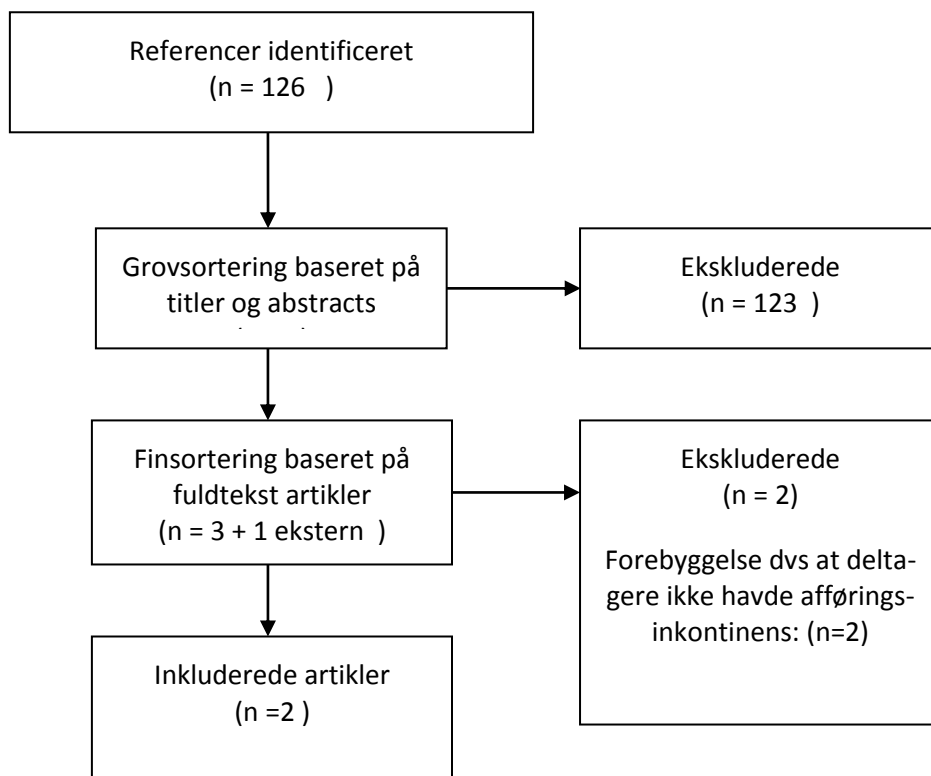 Referencer identificeret
(n = 126 )
Grovsortering baseret på
titler og abstracts
Ekskluderede
(n = 123 )
Finsortering baseret på
fuldtekst artikler
(n = 3 + 1 ekstern )
Ekskluderede
(n = 2)
Forebyggelse dvs at delta-
gere ikke havde afførings-
inkontinens: (n=2)
Inkluderede artikler
(n =2 )